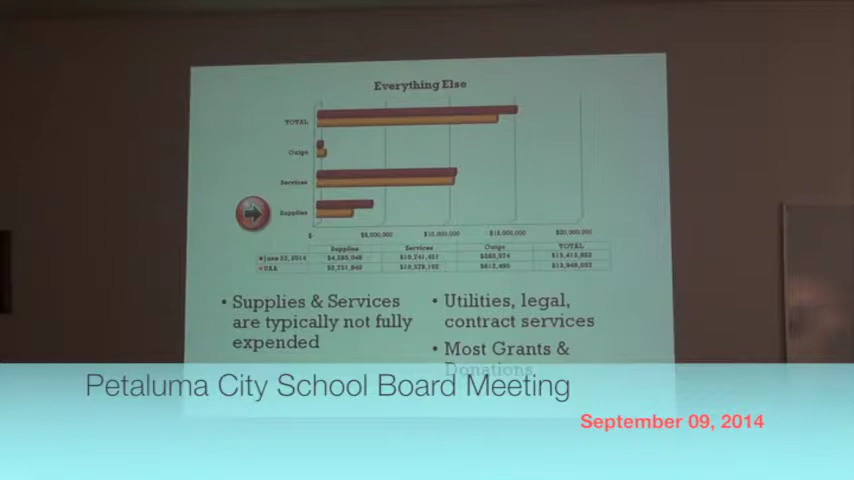 Everything Else
TOTAL
Outgo
Services
Supplies
$-
$5,000,000
$10,000,000
$15,000,000
$20,000,000
Supplies Services Outgo TOTAL
June 30, 2014
UAA
• Supplies & Services
are typically not fully
expended
• Utilities, legal,
contract services
• Most Grants &
Donations
Petaluma City School Board Meeting
September 09, 2014